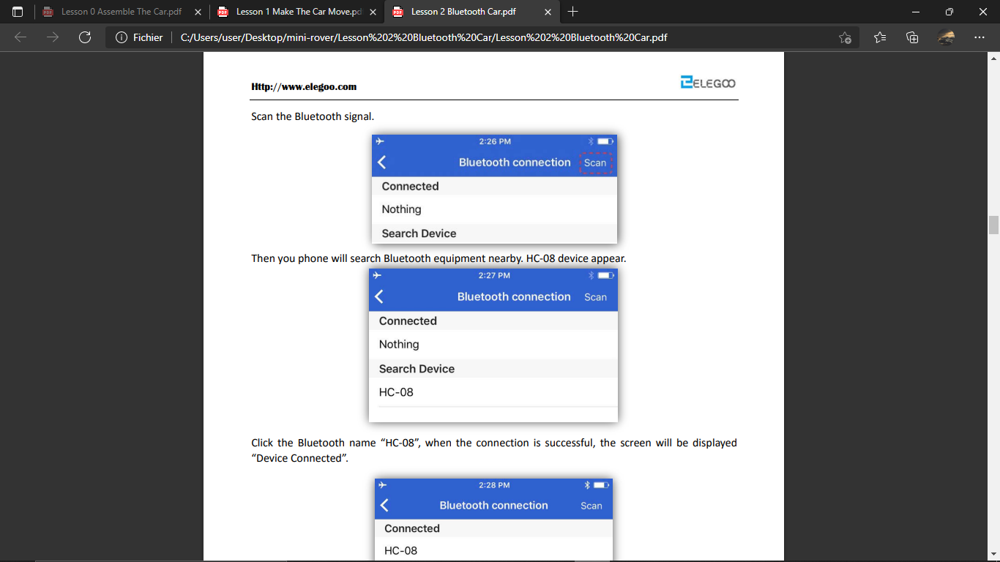 Lesson 0 Assemble The Car.pdf
Lesson 1 Make The Car Move.pd
Lesson 2 Bluetooth Car.pdf
Fichier
C:/Users/user/Desktop/mini-rover/Lesson%202%20Bluetooth%20Car/Lesson%202%20Bluetooth%20Car.pdf
Http://www.elegoo.com
ELEGOO
Scan the Bluetooth signal.
2:26 PM
Bluetooth connection Scan
Connected
Nothing
Search Device
Then you phone will search Bluetooth equipment nearby. HC-08 device appear.
2:27 PM
Bluetooth connection Scan
Connected
Nothing
Search Device
HC-08
Click the Bluetooth name “HC-08”, when the connection is successful, the screen will be displayed
“Device Connected”.
2:28 PM
Bluetooth connection Scan
Connected
HC-08